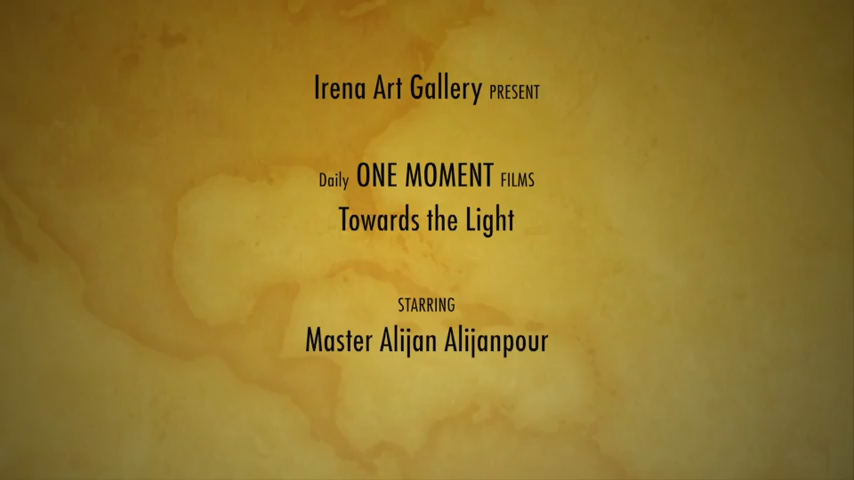 Irena Art Gallery PRESENT
Daily ONE MOMENT FILMS
Towards the Light
STARRING
Master Alijan Alijanpour